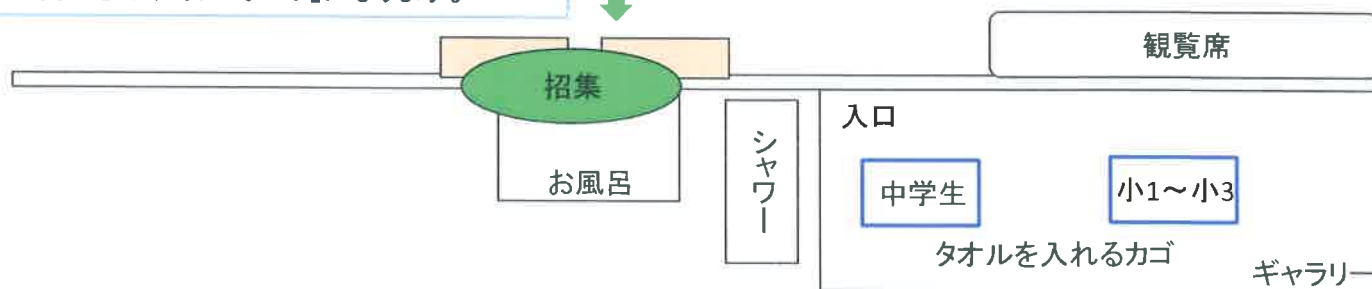 観覧席
招集
入口
シャワー
お風呂
中学生
小1～小3
タオルを入れるカゴ
ギャラリー